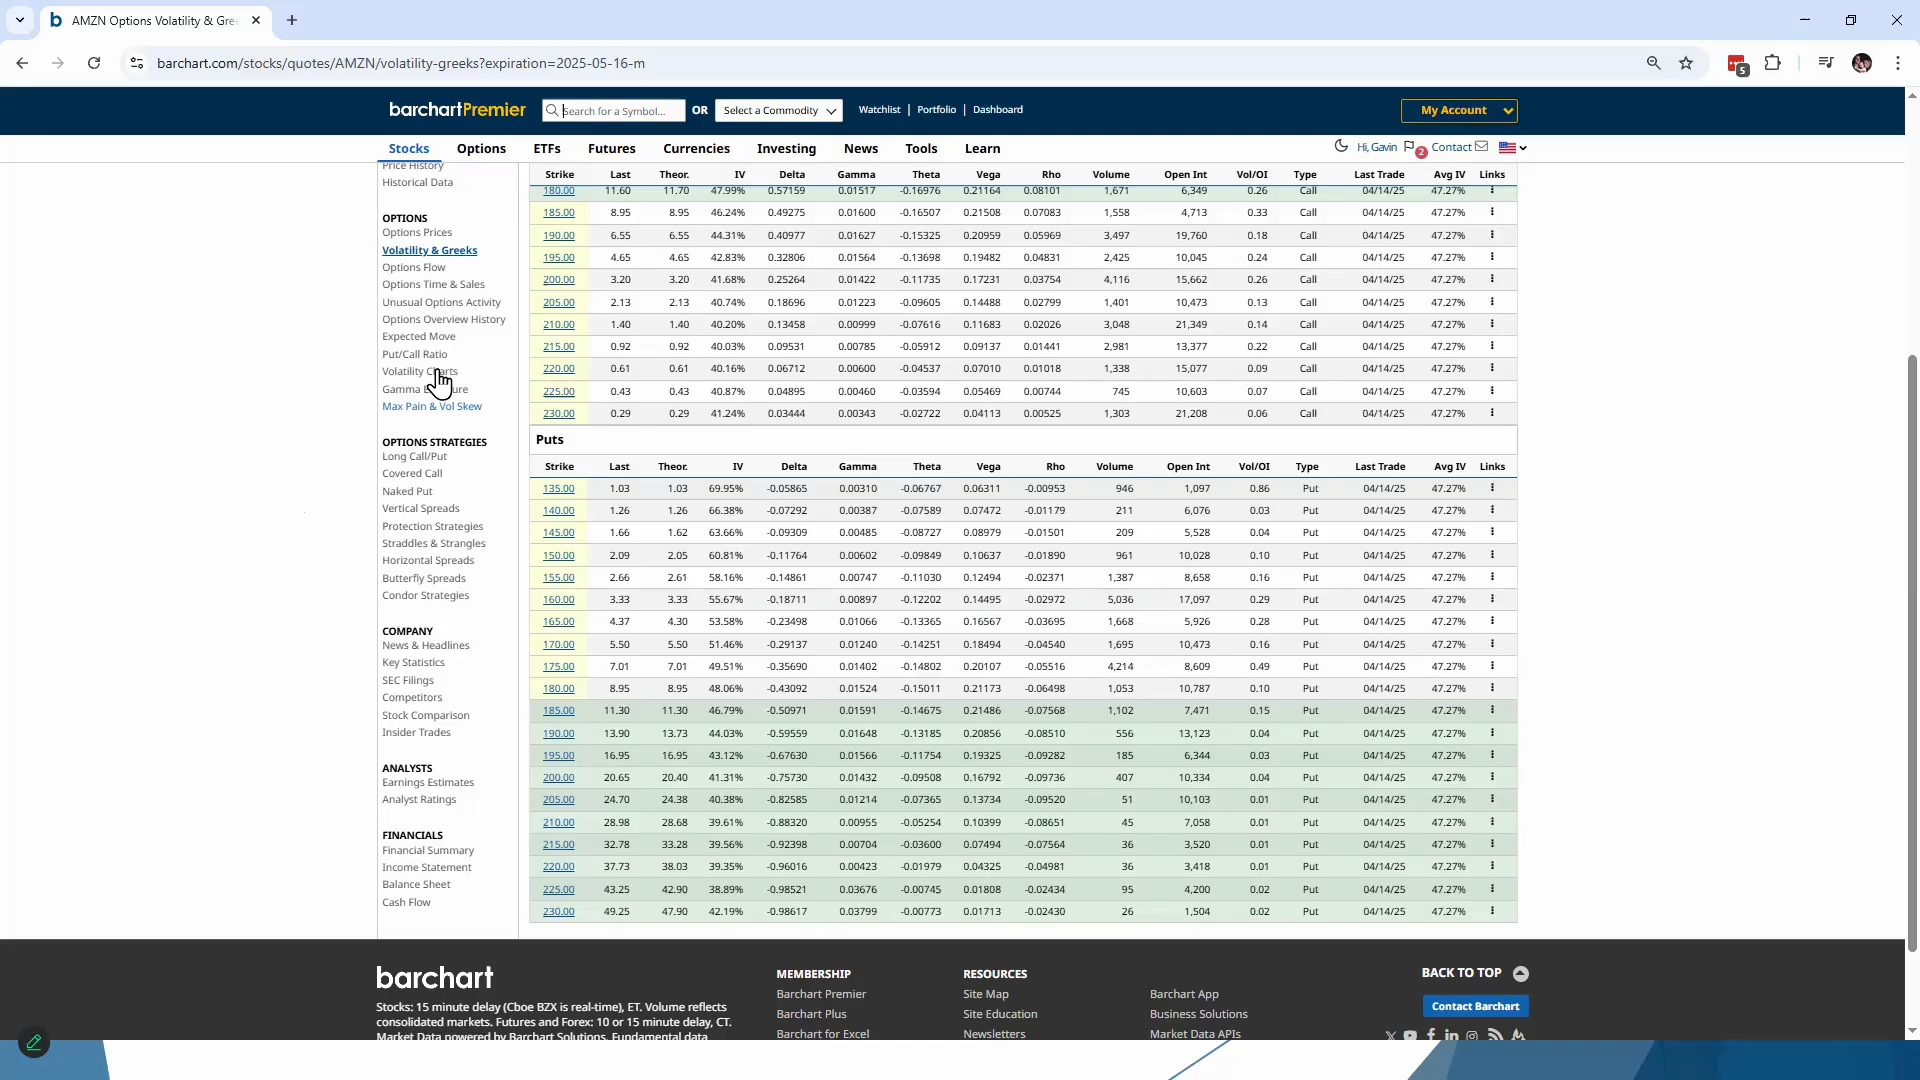 AMZN Options Volatility & Gre
barchart.com/stocks/quotes/AMZN/volatility-greeks?expiration=2025-05-16-m
5
barchartPremier
Search for a Symbol...
OR
Select a Commodity
Watchlist | Portfolio | Dashboard
My Account
Stocks Options ETFs Futures Currencies Investing News Tools Learn
Hi, Gavin 2 Contact
Price History
Historical Data
OPTIONS
Options Prices
Volatility & Greeks
Options Flow
Options Time & Sales
Unusual Options Activity
Options Overview History
Expected Move
Put/Call Ratio
Volatility Charts
Gamma
Max Pain & Vol Skew
OPTIONS STRATEGIES
Long Call/Put
Covered Call
Naked Put
Vertical Spreads
Protection Strategies
Straddles & Strangles
Horizontal Spreads
Butterfly Spreads
Condor Strategies
COMPANY
News & Headlines
Key Statistics
SEC Filings
Competitors
Stock Comparison
Insider Trades
ANALYSTS
Earnings Estimates
Analyst Ratings
FINANCIALS
Financial Summary
Income Statement
Balance Sheet
Cash Flow
Strike Last Theor. IV Delta Gamma Theta Vega Rho Volume Open Int Vol/OI Type Last Trade Avg IV Links
180.00 11.60 11.70 47.99% 0.57159 0.01517 -0.16976 0.21164 0.08101 1,671 6,349 0.26 Call 04/14/25 47.27%
185.00 8.95 8.95 46.24% 0.49275 0.01600 -0.16507 0.21508 0.07083 1,558 4,713 0.33 Call 04/14/25 47.27%
190.00 6.55 6.55 44.31% 0.40977 0.01627 -0.15325 0.20959 0.05969 3,497 19,760 0.18 Call 04/14/25 47.27%
195.00 4.65 4.65 42.83% 0.32806 0.01564 -0.13698 0.19482 0.04831 2,425 10,045 0.24 Call 04/14/25 47.27%
200.00 3.20 3.20 41.68% 0.25264 0.01422 -0.11735 0.17231 0.03754 4,116 15,662 0.26 Call 04/14/25 47.27%
205.00 2.13 2.13 40.74% 0.18696 0.01223 -0.09605 0.14488 0.02799 1,401 10,473 0.13 Call 04/14/25 47.27%
210.00 1.40 1.40 40.20% 0.13458 0.00999 -0.07616 0.11683 0.02026 3,048 21,349 0.14 Call 04/14/25 47.27%
215.00 0.92 0.92 40.03% 0.09531 0.00785 -0.05912 0.09137 0.01441 2,981 13,377 0.22 Call 04/14/25 47.27%
220.00 0.61 0.61 40.16% 0.06712 0.00600 -0.04537 0.07010 0.01018 1,338 15,077 0.09 Call 04/14/25 47.27%
225.00 0.43 0.43 40.87% 0.04895 0.00460 -0.03594 0.05469 0.00744 745 10,603 0.07 Call 04/14/25 47.27%
230.00 0.29 0.29 41.24% 0.03444 0.00343 -0.02722 0.04113 0.00525 1,303 21,208 0.06 Call 04/14/25 47.27%
Puts
Strike Last Theor. IV Delta Gamma Theta Vega Rho Volume Open Int Vol/OI Type Last Trade Avg IV Links
135.00 1.03 1.03 69.95% -0.05865 0.00310 -0.06767 0.06311 -0.00953 946 1,097 0.86 Put 04/14/25 47.27%
140.00 1.26 1.26 66.38% -0.07292 0.00387 -0.07589 0.07472 -0.01179 211 6,076 0.03 Put 04/14/25 47.27%
145.00 1.66 1.62 63.66% -0.09309 0.00485 -0.08727 0.08979 -0.01501 209 5,528 0.04 Put 04/14/25 47.27%
150.00 2.09 2.05 60.81% -0.11764 0.00602 -0.09849 0.10637 -0.01890 961 10,028 0.10 Put 04/14/25 47.27%
155.00 2.66 2.61 58.16% -0.14861 0.00747 -0.11030 0.12494 -0.02371 1,387 8,658 0.16 Put 04/14/25 47.27%
160.00 3.33 3.33 55.67% -0.18711 0.00897 -0.12202 0.14495 -0.02972 5,036 17,097 0.29 Put 04/14/25 47.27%
165.00 4.37 4.30 53.58% -0.23498 0.01066 -0.13365 0.16567 -0.03695 1,668 5,926 0.28 Put 04/14/25 47.27%
170.00 5.50 5.50 51.46% -0.29137 0.01240 -0.14251 0.18494 -0.04540 1,695 10,473 0.16 Put 04/14/25 47.27%
175.00 7.01 7.01 49.51% -0.35690 0.01402 -0.14802 0.20107 -0.05516 4,214 8,609 0.49 Put 04/14/25 47.27%
180.00 8.95 8.95 48.06% -0.43092 0.01524 -0.15011 0.21173 -0.06498 1,053 10,787 0.10 Put 04/14/25 47.27%
185.00 11.30 11.30 46.79% -0.50971 0.01591 -0.14675 0.21486 -0.07568 1,102 7,471 0.15 Put 04/14/25 47.27%
190.00 13.90 13.73 44.03% -0.59559 0.01648 -0.13185 0.20856 -0.08510 556 13,123 0.04 Put 04/14/25 47.27%
195.00 16.95 16.95 43.12% -0.67630 0.01566 -0.11754 0.19325 -0.09282 185 6,344 0.03 Put 04/14/25 47.27%
200.00 20.65 20.40 41.31% -0.75730 0.01432 -0.09508 0.16792 -0.09736 407 10,334 0.04 Put 04/14/25 47.27%
205.00 24.70 24.38 40.38% -0.82585 0.01214 -0.07365 0.13734 -0.09520 51 10,103 0.01 Put 04/14/25 47.27%
210.00 28.98 28.68 39.61% -0.88320 0.00955 -0.05254 0.10399 -0.08651 45 7,058 0.01 Put 04/14/25 47.27%
215.00 32.78 33.28 39.56% -0.92398 0.00704 -0.03600 0.07494 -0.07564 36 3,520 0.01 Put 04/14/25 47.27%
220.00 37.73 38.03 39.35% -0.96016 0.00423 -0.01979 0.04325 -0.04981 36 3,418 0.01 Put 04/14/25 47.27%
225.00 43.25 42.90 38.89% -0.98521 0.03676 -0.00745 0.01808 -0.02434 95 4,200 0.02 Put 04/14/25 47.27%
230.00 49.25 47.90 42.19% -0.98617 0.03799 -0.00773 0.01713 -0.02430 26 1,504 0.02 Put 04/14/25 47.27%
barchart
Stocks: 15 minute delay (Cboe BZX is real-time), ET. Volume reflects
consolidated markets. Futures and Forex: 10 or 15 minute delay, CT.
Market Data powered by Barchart Solutions. Fundamental data
MEMBERSHIP
Barchart Premier
Barchart Plus
Barchart for Excel
RESOURCES
Site Map
Site Education
Newsletters
Barchart App
Business Solutions
Market Data APIs
BACK TO TOP
Contact Barchart